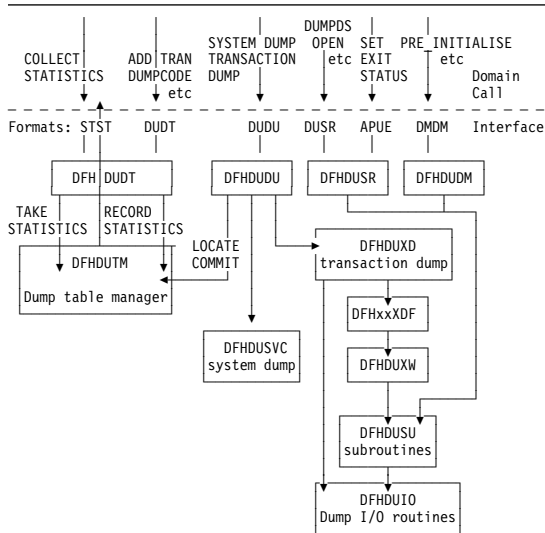 DUMPDS
SYSTEM DUMP OPEN SET PRE_INITIALISE
COLLECT ADD TRAN TRANSACTION etc EXIT etc
STATISTICS DUMPCODE DUMP STATUS Domain
etc Call
Formats: STST DUDT DUDU DUSR APUE DMDM Interface
DFH DUDT DFHDUDU DFHDUSR DFHDUDM
TAKE RECORD
STATISTICS STATISTICS
LOCATE
COMMIT
DFHDUTM
Dump table manager
DFHDUXD
transaction dump
DFHxxXDF
DFHDUSVC
system dump
DFHDUXW
DFHDUSU
subroutines
DFHDUIO
Dump I/O routines